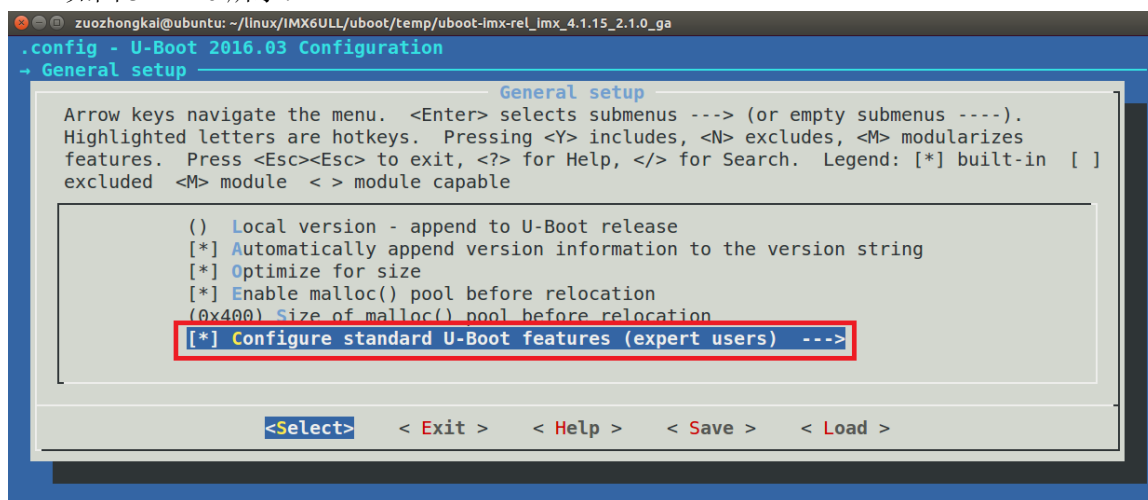 zuozhongkai@ubuntu: ~/linux/IMX6ULL/uboot/temp/uboot-imx-rel_imx_4.1.15_2.1.0_ga
.config - U-Boot 2016.03 Configuration
→ General setup
General setup
Arrow keys navigate the menu.  <Enter> selects submenus ---> (or empty submenus ----).
Highlighted letters are hotkeys.  Pressing <Y> includes, <N> excludes, <M> modularizes
features.  Press <Esc><Esc> to exit, <?> for Help, </> for Search.  Legend: [*] built-in  [ ]
excluded  <M> module  < > module capable
()  Local version - append to U-Boot release
[*] Automatically append version information to the version string
[*] Optimize for size
[*] Enable malloc() pool before relocation
(0x400) Size of malloc() pool before relocation
[*] Configure standard U-Boot features (expert users)  --->
<Select>    < Exit >    < Help >    < Save >    < Load >